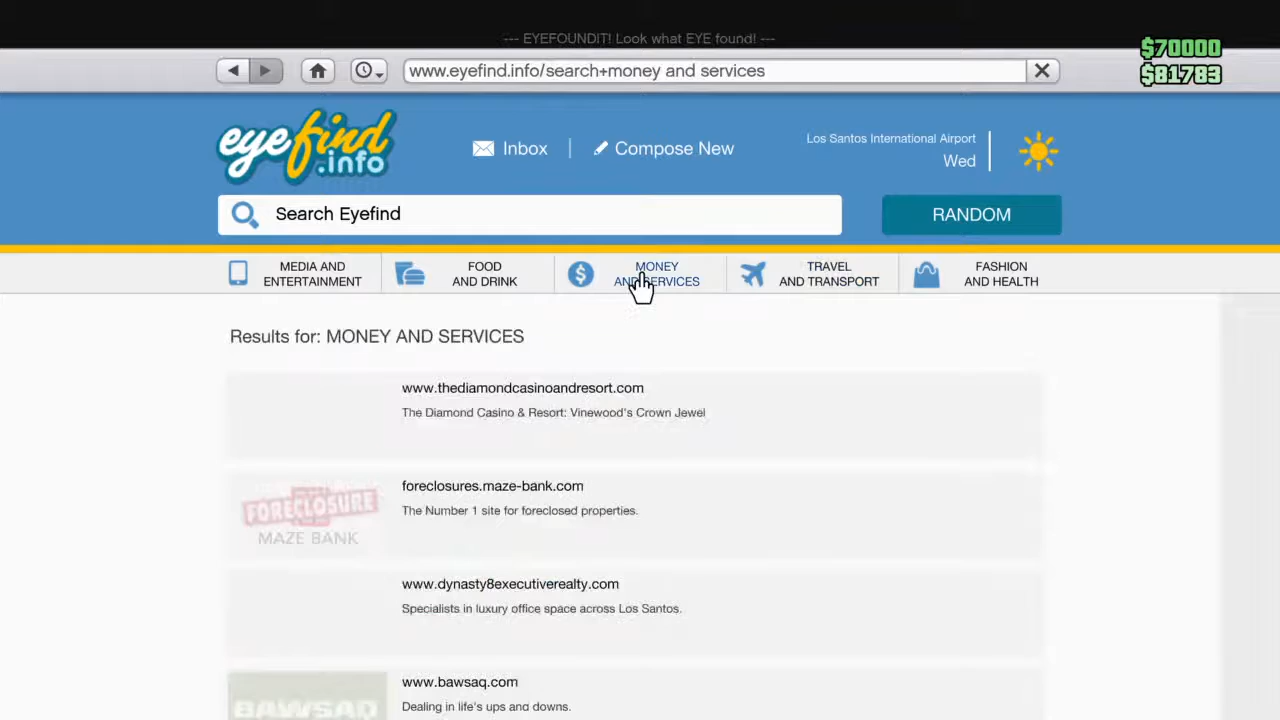 --- EYEFOUNDIT! Look what EYE found! ---
$70000
$81783
www.eyefind.info/search+money and services
eyefind
.info
Inbox
Compose New
Los Santos International Airport
Wed
Search Eyefind
RANDOM
MEDIA AND
ENTERTAINMENT
FOOD
AND DRINK
MONEY
AND SERVICES
TRAVEL
AND TRANSPORT
FASHION
AND HEALTH
Results for: MONEY AND SERVICES
www.thediamondcasinoandresort.com
The Diamond Casino & Resort: Vinewood's Crown Jewel
FORECLOSURE
MAZE BANK
foreclosures.maze-bank.com
The Number 1 site for foreclosed properties.
www.dynasty8executiverealty.com
Specialists in luxury office space across Los Santos.
BAWSAQ
www.bawsaq.com
Dealing in life's ups and downs.